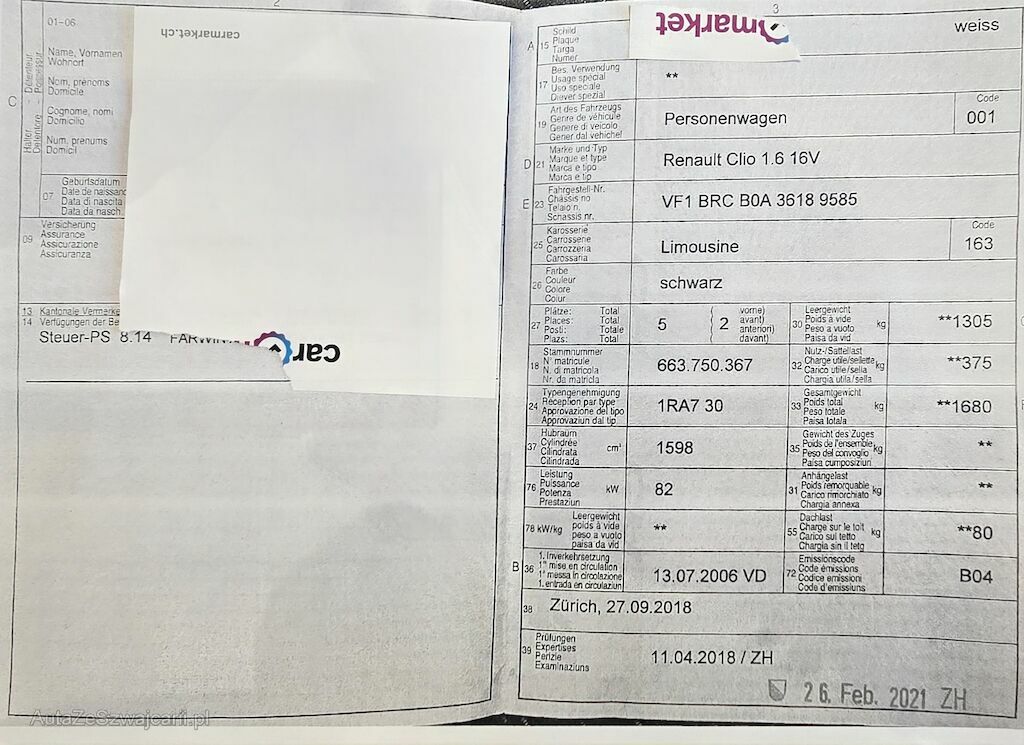 2
01-06
carmarket.ch
C
Halter - Détenteur
Detentore - Possessur
Name, Vornamen
Wohnort
Nom, prénoms
Domicile
Cognome, nomi
Domicilio
Num, prenums
Domicil
07
Geburtsdatum
Date de naissanc
Data di nascita
Data da nasch.
09
Versicherung
Assurance
Assicurazione
Assicuranza
13 Kantonale Vermerke
14 Verfügungen der Be
Steuer-PS 8.14
car
3
market
weiss
A 15
Schild
Plaque
Targa
Numer
17
Bes. Verwendung
Usage spécial
Uso speciale
Diever spezial
**
19
Art des Fahrzeugs
Genre de véhicule
Genere di veicolo
Gener dal vehichel
Personenwagen
Code
001
D 21
Marke und Typ
Marque et type
Marca e tipo
Marca e tip
Renault Clio 1.6 16V
E 23
Fahrgestell-Nr.
Châssis no
Telaio n.
Schassis nr.
VF1 BRC B0A 3618 9585
25
Karosserie
Carrosserie
Carrozzeria
Carossaria
Limousine
Code
163
26
Farbe
Couleur
Colore
Colur
schwarz
27
Plätze: Total
Places: Total
Posti: Totale
Plazs: Total
5 ( 2
vorne)
avant)
anteriori)
davant)
30
Leergewicht
Poids à vide
Peso a vuoto
Paisa da vid
kg
**1305
18
Stammnummer
N° matricule
N. di matricola
Nr. da matricla
663.750.367
32
Nutz-/Sattellast
Charge utile/sellette
Carico utile/sella
Chargia utila/sella
kg
**375
24
Typengenehmigung
Réception par type
Approvazione del tipo
Approvaziun dal tip
1RA7 30
33
Gesamtgewicht
Poids total
Peso totale
Paisa totala
kg
**1680
37
Hubraum
Cylindrée
Cilindrata
Cilindrada
cm³
1598
35
Gewicht des Zuges
Poids de l'ensemble
Peso del convoglio
Paisa cumposiziun
kg
**
76
Leistung
Puissance
Potenza
Prestaziun
kW
82
31
Anhängelast
Poids remorquable
Carico rimorchiato
Chargia annexa
kg
**
78 kW/kg
Leergewicht
poids à vide
peso a vuoto
paisa da vid
**
55
Dachlast
Charge sur le toit
Carico sul tetto
Chargia sin il tetg
kg
**80
B 36
1. Inverkehrsetzung
1re mise en circulation
1a messa in circolazione
1. entrada en circulaziun
13.07.2006 VD
72
Emissionscode
Code émissions
Codice emissioni
Code d'emissiuns
B04
38 Zürich, 27.09.2018
39
Prüfungen
Expertises
Perizie
Examinaziuns
11.04.2018 / ZH
26. Feb. 2021 ZH
AutaZeSzwajcarii.pl